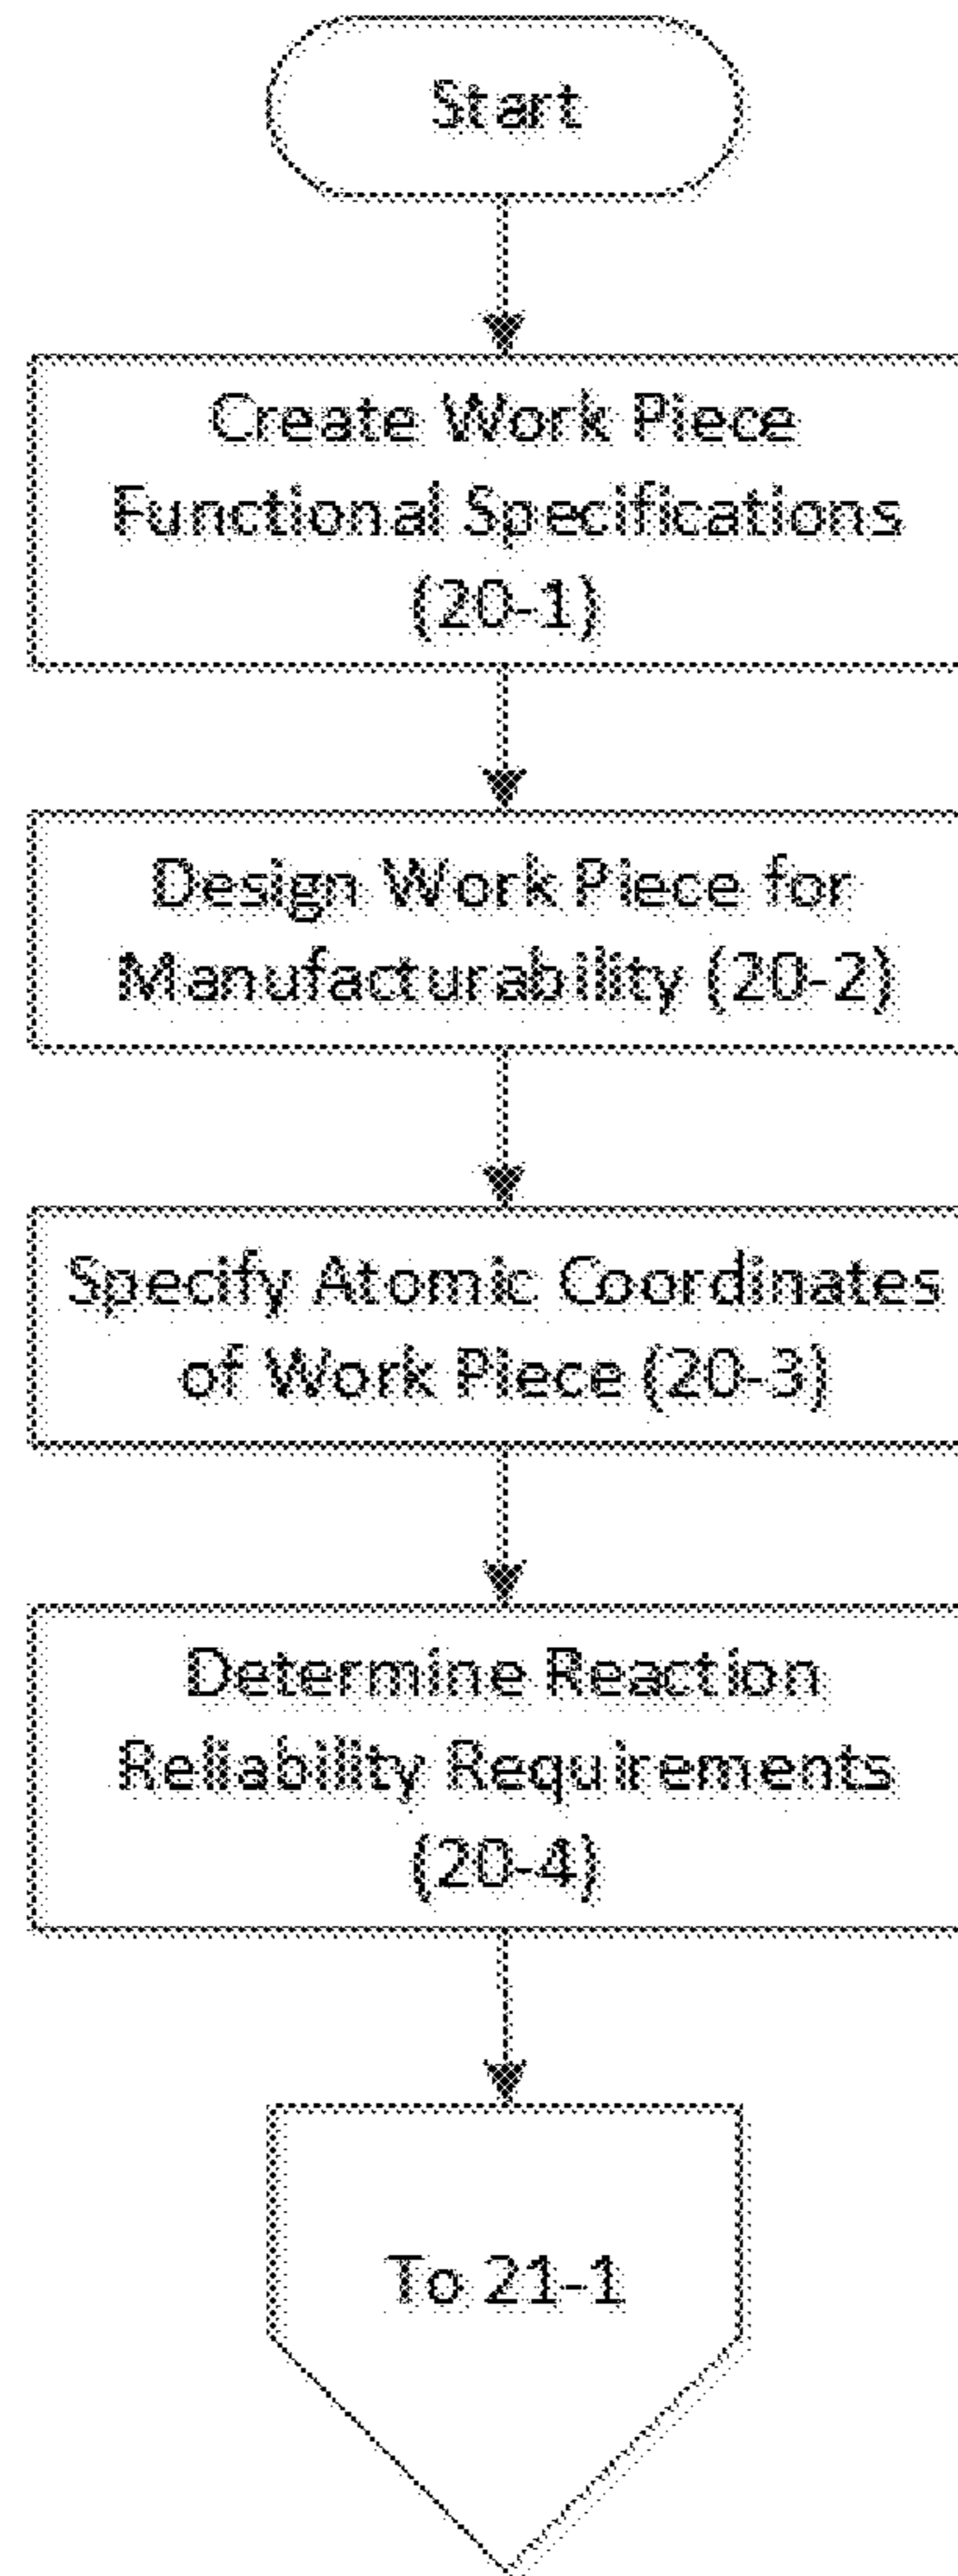 Start
Create Work Piece
Functional Specifications
(20-1)
Design Work Piece for
Manufacturability (20-2)
Specify Atomic Coordinates
of Work Piece (20-3)
Determine Reaction
Reliability Requirements
(20-4)
To 21-1